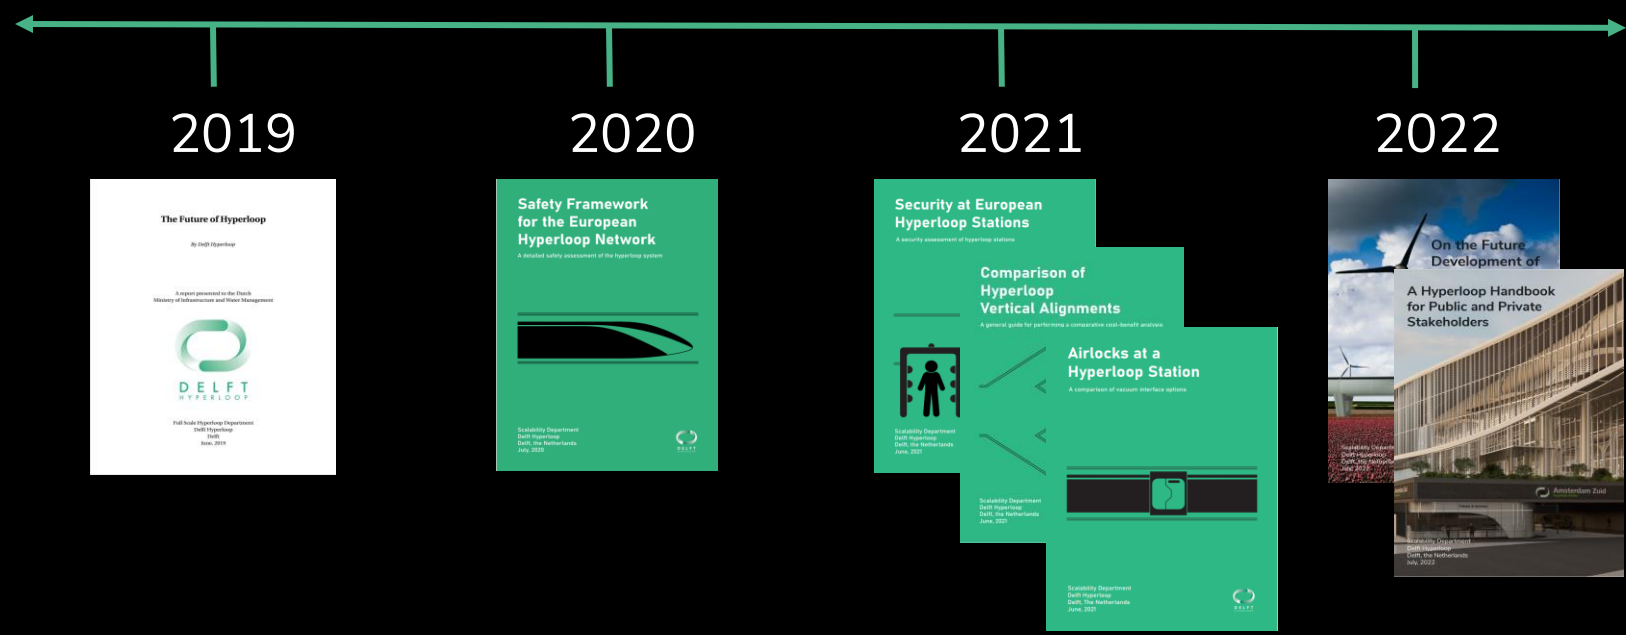 2019
2020
2021
2022
The Future of Hyperloop
By Delft Hyperloop
A report presented to the Dutch
Ministry of Infrastructure and Water Management
DELFT
HYPERLOOP
Full Scale Hyperloop Department
Delft Hyperloop
Delft
June, 2019
Safety Framework
for the European
Hyperloop Network
A detailed safety assessment of the hyperloop system
Scalability Department
Delft Hyperloop
Delft, the Netherlands
July, 2020
DELFT
Security at European
Hyperloop Stations
A security assessment of hyperloop stations
Scalability Department
Delft Hyperloop
Delft, the Netherlands
June, 2021
Comparison of
Hyperloop
Vertical Alignments
A general guide for performing a comparative cost-benefit analysis
Scalability Department
Delft Hyperloop
Delft, the Netherlands
June, 2021
Airlocks at a
Hyperloop Station
A comparison of vacuum interface options
Scalability Department
Delft Hyperloop
Delft, The Netherlands
June, 2021
DELFT
On the Future
Development of
Delft Hyperloop
A Hyperloop Handbook
for Public and Private
Stakeholders
Amsterdam Zuid
Scalability Department
Delft Hyperloop
Delft, the Netherlands
July, 2022